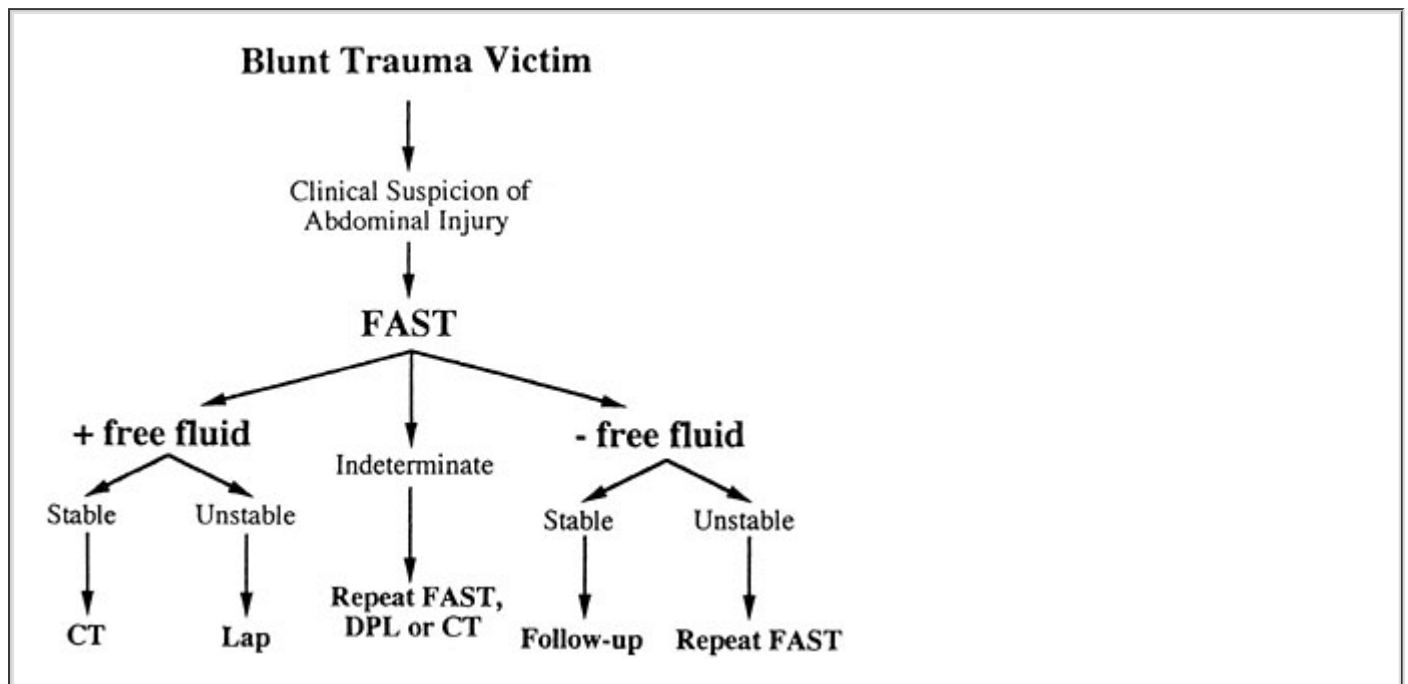 Blunt Trauma Victim
Clinical Suspicion of
Abdominal Injury
FAST
+ free fluid
Indeterminate
- free fluid
Stable
Unstable
Stable
Unstable
CT
Lap
Repeat FAST,
DPL or CT
Follow-up
Repeat FAST